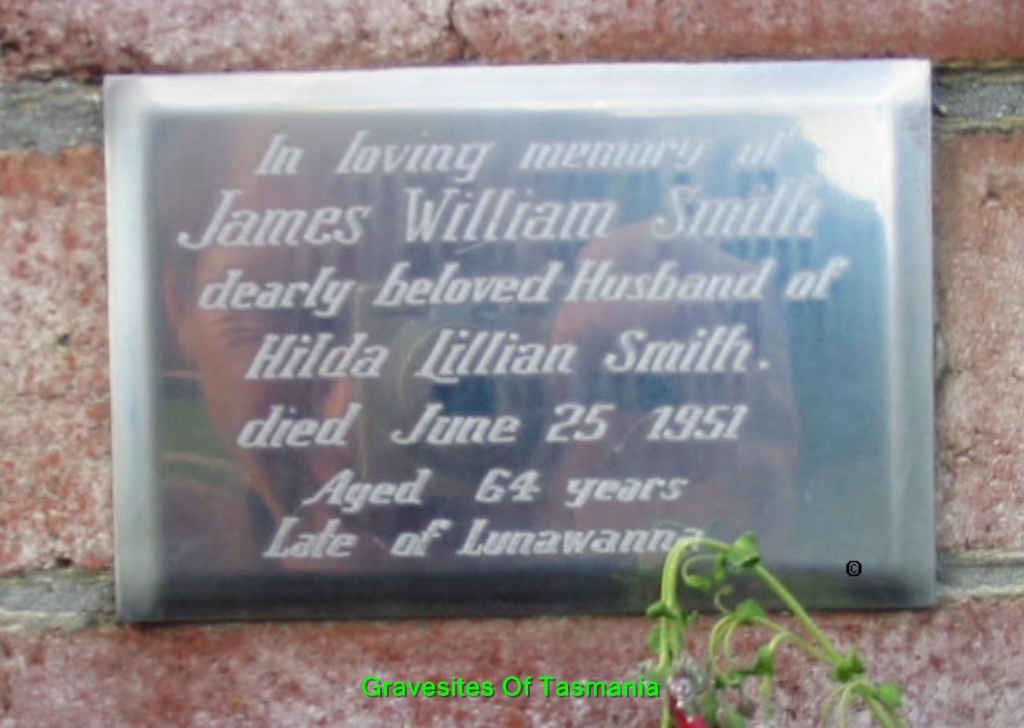 In loving memory of
James William Smith
dearly beloved Husband of
Hilda Lillian Smith.
died June 25 1951
Aged 64 years
Late of Lunawanna
©
Gravesites Of Tasmania